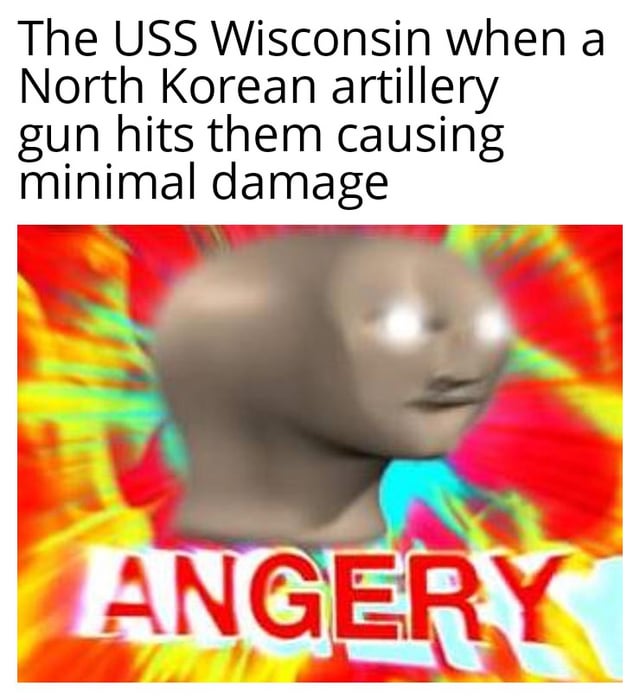 The USS Wisconsin when a
North Korean artillery
gun hits them causing
minimal damage
ANGERY